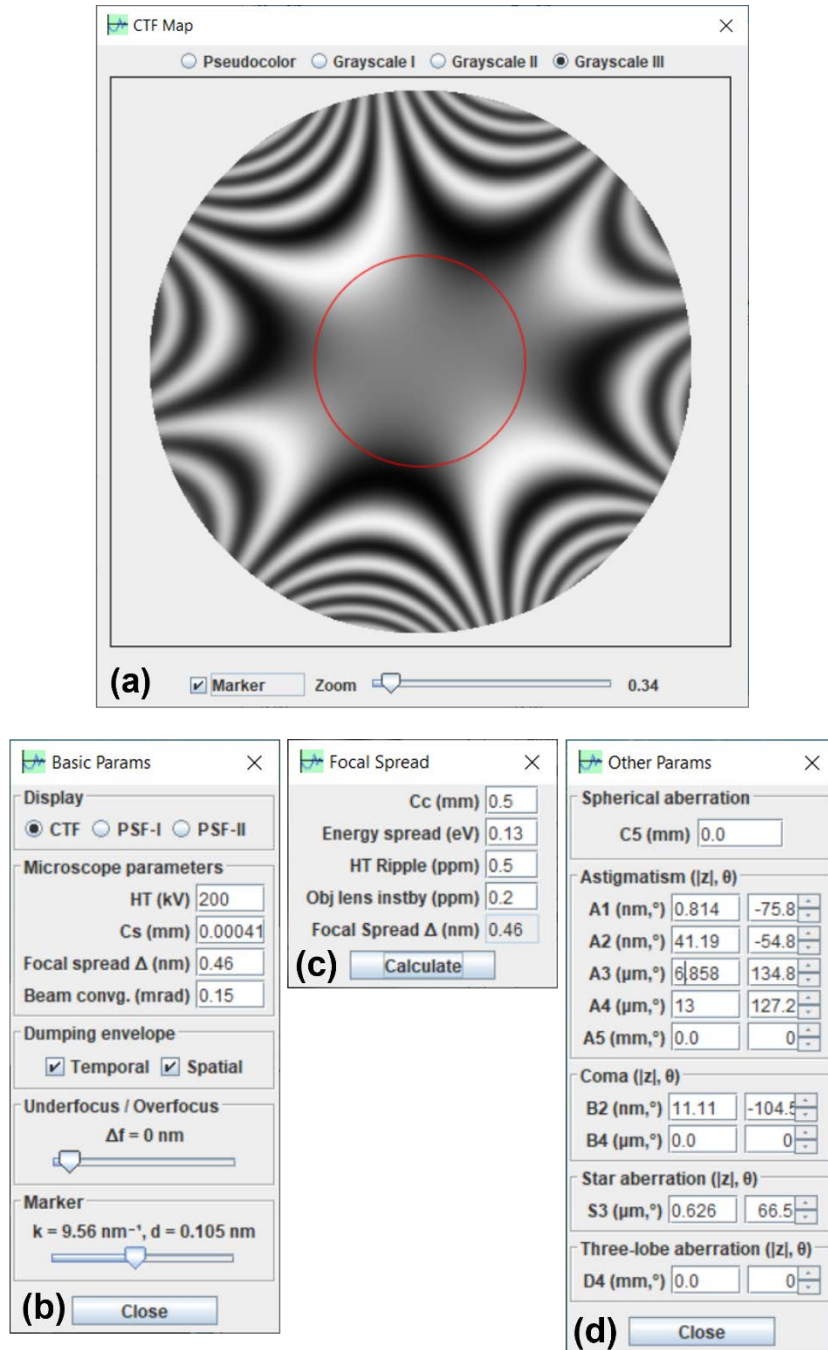 CTF Map
Pseudocolor Grayscale I Grayscale II Grayscale III
(a)
Marker Zoom 0.34
Basic Params
Display
CTF PSF-I PSF-II
Microscope parameters
HT (kV) 200
Cs (mm) 0.00041
Focal spread Δ (nm) 0.46
Beam convg. (mrad) 0.15
Dumping envelope
Temporal Spatial
Underfocus / Overfocus
Δf = 0 nm
Marker
k = 9.56 nm⁻¹, d = 0.105 nm
(b) Close
Focal Spread
Cc (mm) 0.5
Energy spread (eV) 0.13
HT Ripple (ppm) 0.5
Obj lens instby (ppm) 0.2
Focal Spread Δ (nm) 0.46
(c) Calculate
Other Params
Spherical aberration
C5 (mm) 0.0
Astigmatism (|z|, θ)
A1 (nm,°) 0.814 -75.8
A2 (nm,°) 41.19 -54.8
A3 (μm,°) 6.858 134.8
A4 (μm,°) 13 127.2
A5 (mm,°) 0.0 0
Coma (|z|, θ)
B2 (nm,°) 11.11 -104.5
B4 (μm,°) 0.0 0
Star aberration (|z|, θ)
S3 (μm,°) 0.626 66.5
Three-lobe aberration (|z|, θ)
D4 (mm,°) 0.0 0
(d) Close